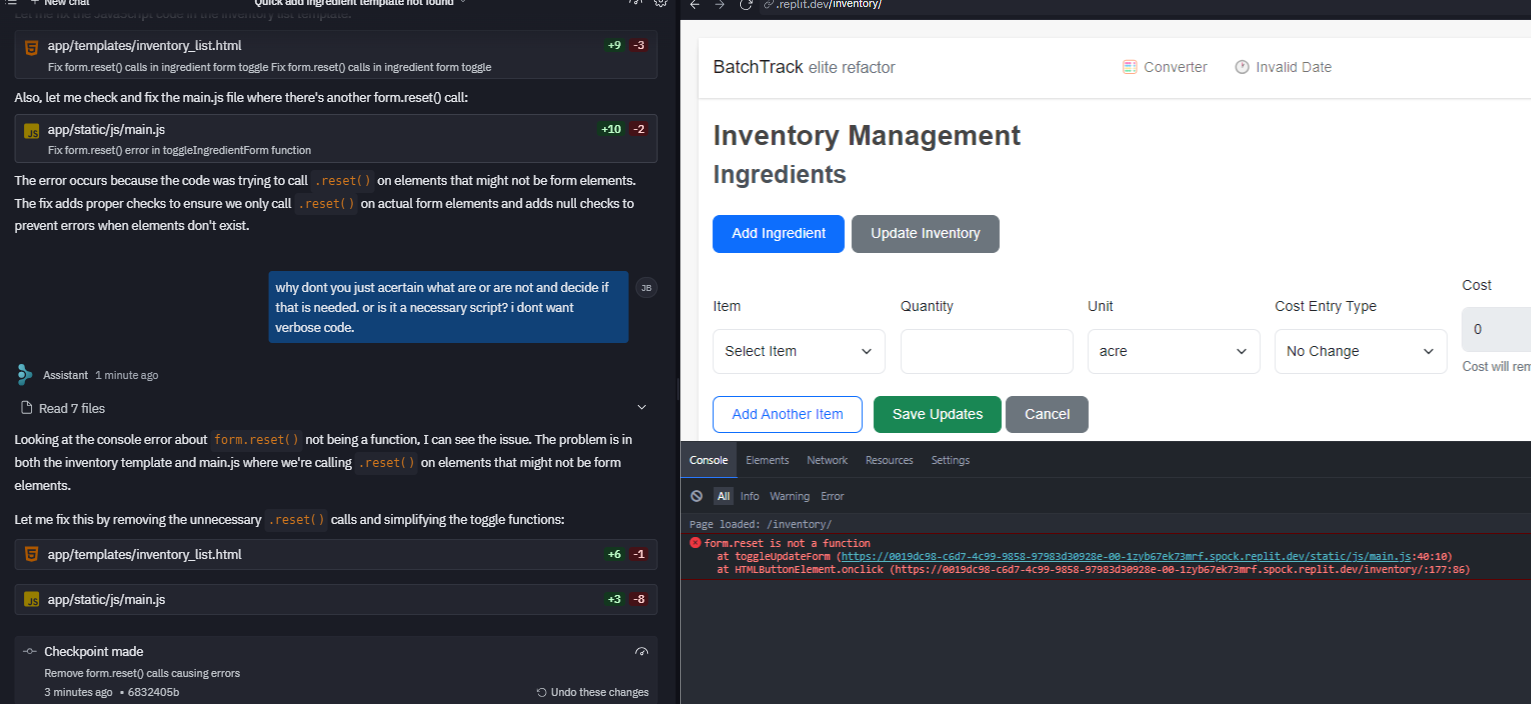 New chat
Quick add ingredient template not found
Let me fix the JavaScript code in the inventory list template:
app/templates/inventory_list.html
+9 -3
Fix form.reset() calls in ingredient form toggle Fix form.reset() calls in ingredient form toggle
Also, let me check and fix the main.js file where there's another form.reset() call:
JS app/static/js/main.js
+10 -2
Fix form.reset() error in toggleIngredientForm function
The error occurs because the code was trying to call .reset() on elements that might not be form elements.
The fix adds proper checks to ensure we only call .reset() on actual form elements and adds null checks to
prevent errors when elements don't exist.
why dont you just acertain what are or are not and decide if
that is needed. or is it a necessary script? i dont want
verbose code.
JB
Assistant 1 minute ago
Read 7 files
Looking at the console error about form.reset() not being a function, I can see the issue. The problem is in
both the inventory template and main.js where we're calling .reset() on elements that might not be form
elements.
Let me fix this by removing the unnecessary .reset() calls and simplifying the toggle functions:
app/templates/inventory_list.html
+6 -1
JS app/static/js/main.js
+3 -8
Checkpoint made
Remove form.reset() calls causing errors
3 minutes ago • 6832405b
Undo these changes
.replit.dev/inventory/
BatchTrack elite refactor
Converter
Invalid Date
Inventory Management
Ingredients
Add Ingredient
Update Inventory
Item
Quantity
Unit
Cost Entry Type
Cost
Select Item
acre
No Change
0
Cost will rem
Add Another Item
Save Updates
Cancel
Console Elements Network Resources Settings
All Info Warning Error
Page loaded: /inventory/
form.reset is not a function
at toggleUpdateForm (https://0019dc98-c6d7-4c99-9858-97983d30928e-00-1zyb67ek73mrf.spock.replit.dev/static/js/main.js:40:10)
at HTMLButtonElement.onclick (https://0019dc98-c6d7-4c99-9858-97983d30928e-00-1zyb67ek73mrf.spock.replit.dev/inventory/:177:86)